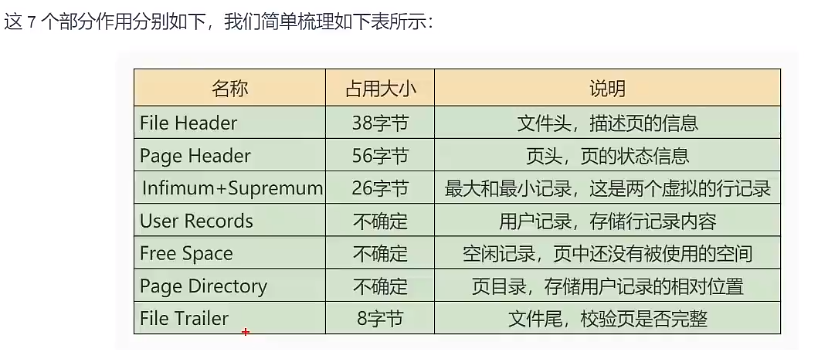 这 7 个部分作用分别如下，我们简单梳理如下表所示：
名称 占用大小 说明
File Header 38字节 文件头，描述页的信息
Page Header 56字节 页头，页的状态信息
Infimum+Supremum 26字节 最大和最小记录，这是两个虚拟的行记录
User Records 不确定 用户记录，存储行记录内容
Free Space 不确定 空闲记录，页中还没有被使用的空间
Page Directory 不确定 页目录，存储用户记录的相对位置
File Trailer 8字节 文件尾，校验页是否完整